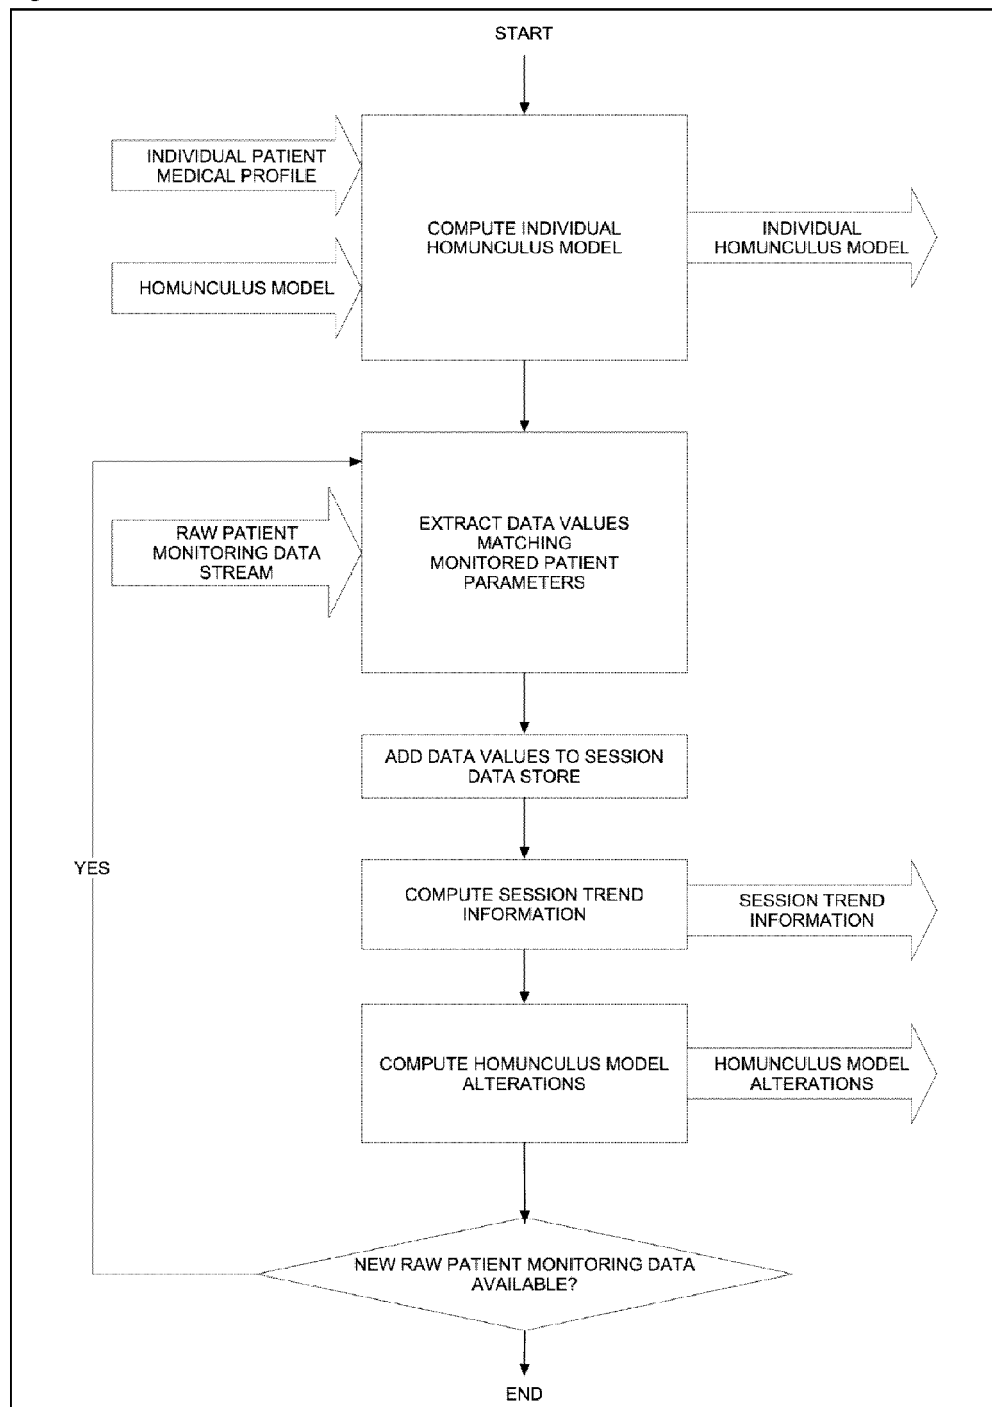 START
INDIVIDUAL PATIENT
MEDICAL PROFILE
HOMUNCULUS MODEL
COMPUTE INDIVIDUAL
HOMUNCULUS MODEL
INDIVIDUAL
HOMUNCULUS MODEL
RAW PATIENT
MONITORING DATA
STREAM
EXTRACT DATA VALUES
MATCHING
MONITORED PATIENT
PARAMETERS
ADD DATA VALUES TO SESSION
DATA STORE
YES
COMPUTE SESSION TREND
INFORMATION
SESSION TREND
INFORMATION
COMPUTE HOMUNCULUS MODEL
ALTERATIONS
HOMUNCULUS MODEL
ALTERATIONS
NEW RAW PATIENT MONITORING DATA
AVAILABLE?
END